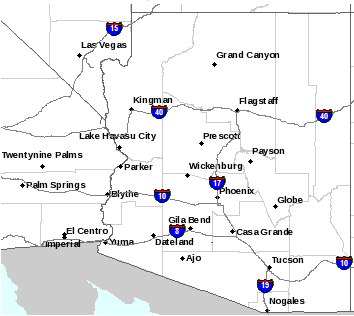 15
Las Vegas
Grand Canyon
Kingman
40
Flagstaff
40
Lake Havasu City
Prescott
Twentynine Palms
Payson
Parker
Wickenburg
Palm Springs
17
Blythe
10
Phoenix
Globe
Gila Bend
El Centro
8
Casa Grande
Imperial
Yuma
Dateland
Ajo
Tucson
10
19
Nogales